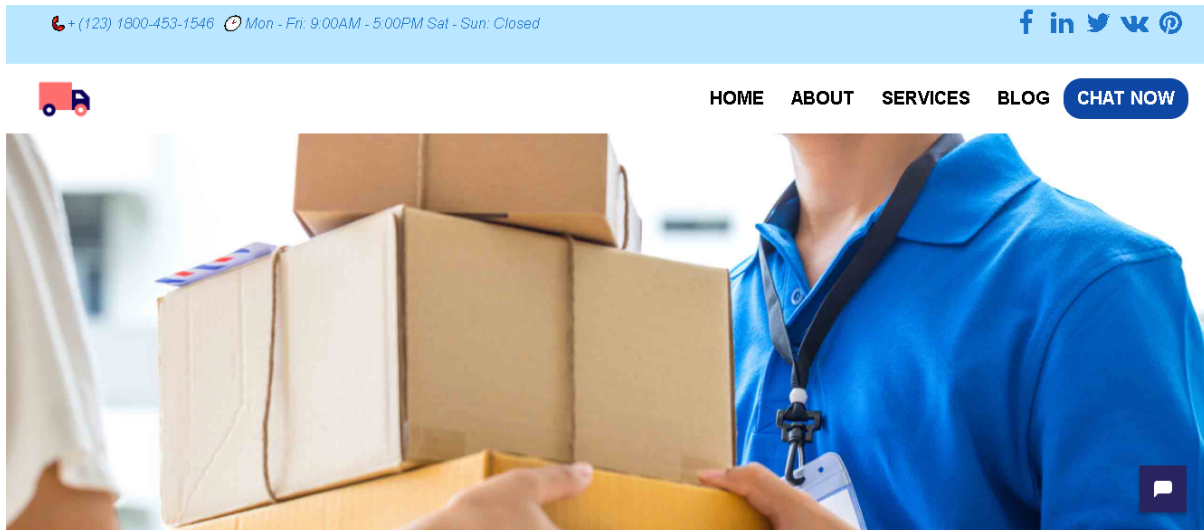 + (123) 1800-453-1546 Mon - Fri: 9:00AM - 5:00PM Sat - Sun: Closed
HOME ABOUT SERVICES BLOG CHAT NOW